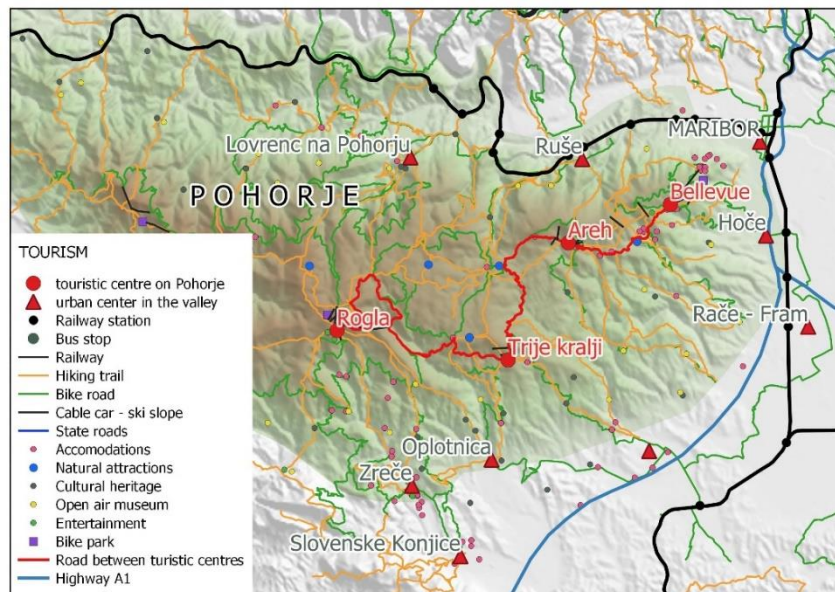 Lovrenc na Pohorju
Ruše
MARIBOR
POHORJE
Bellevue
Areh
Hoče
Rače - Fram
Rogla
Trije kralji
Oplotnica
Zreče
Slovenske Konjice
TOURISM
touristic centre on Pohorje
urban center in the valley
Railway station
Bus stop
Railway
Hiking trail
Bike road
Cable car - ski slope
State roads
Accomodations
Natural attractions
Cultural heritage
Open air museum
Entertainment
Bike park
Road between turistic centres
Highway A1